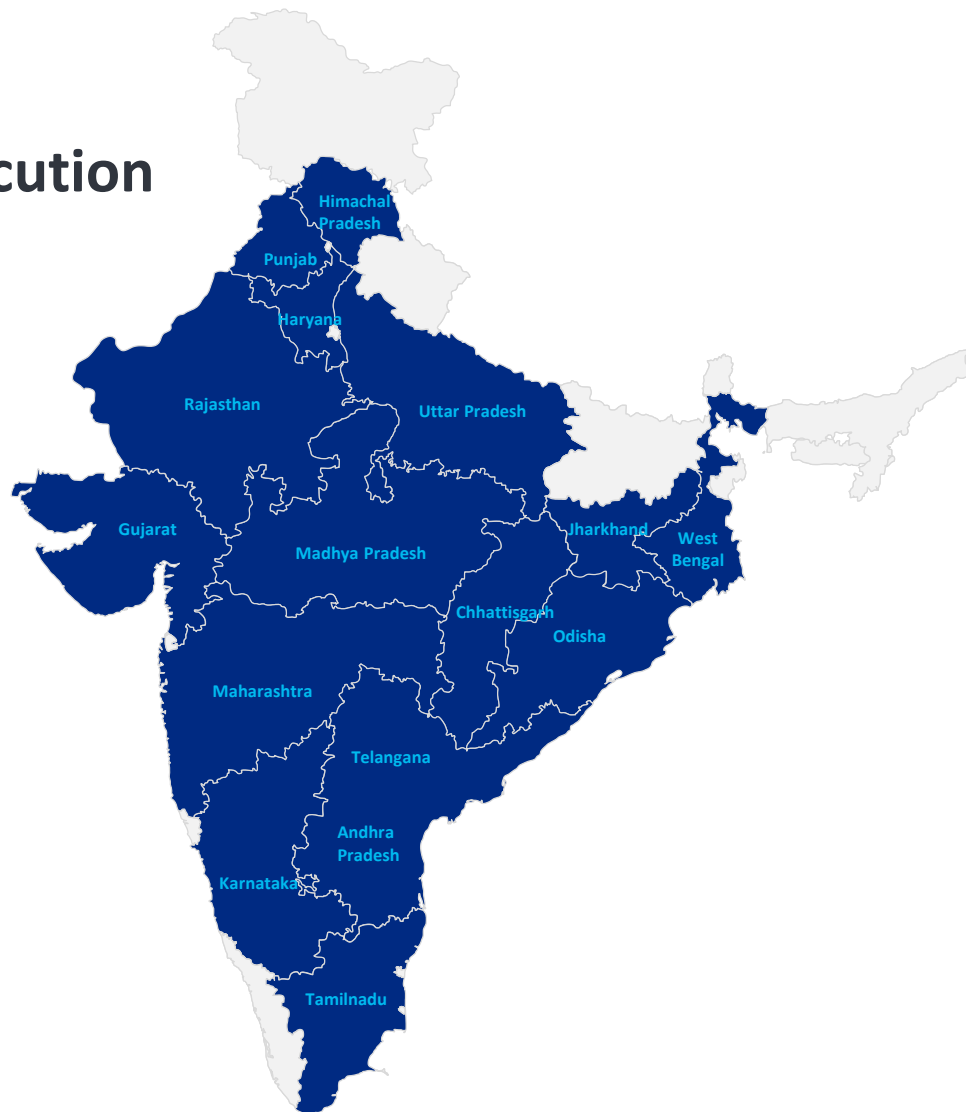 cution
Himachal
Pradesh
Punjab
Haryana
Rajasthan
Uttar Pradesh
Gujarat
Madhya Pradesh
Jharkhand
West
Bengal
Chhattisgarh
Odisha
Maharashtra
Telangana
Andhra
Pradesh
Karnataka
Tamilnadu